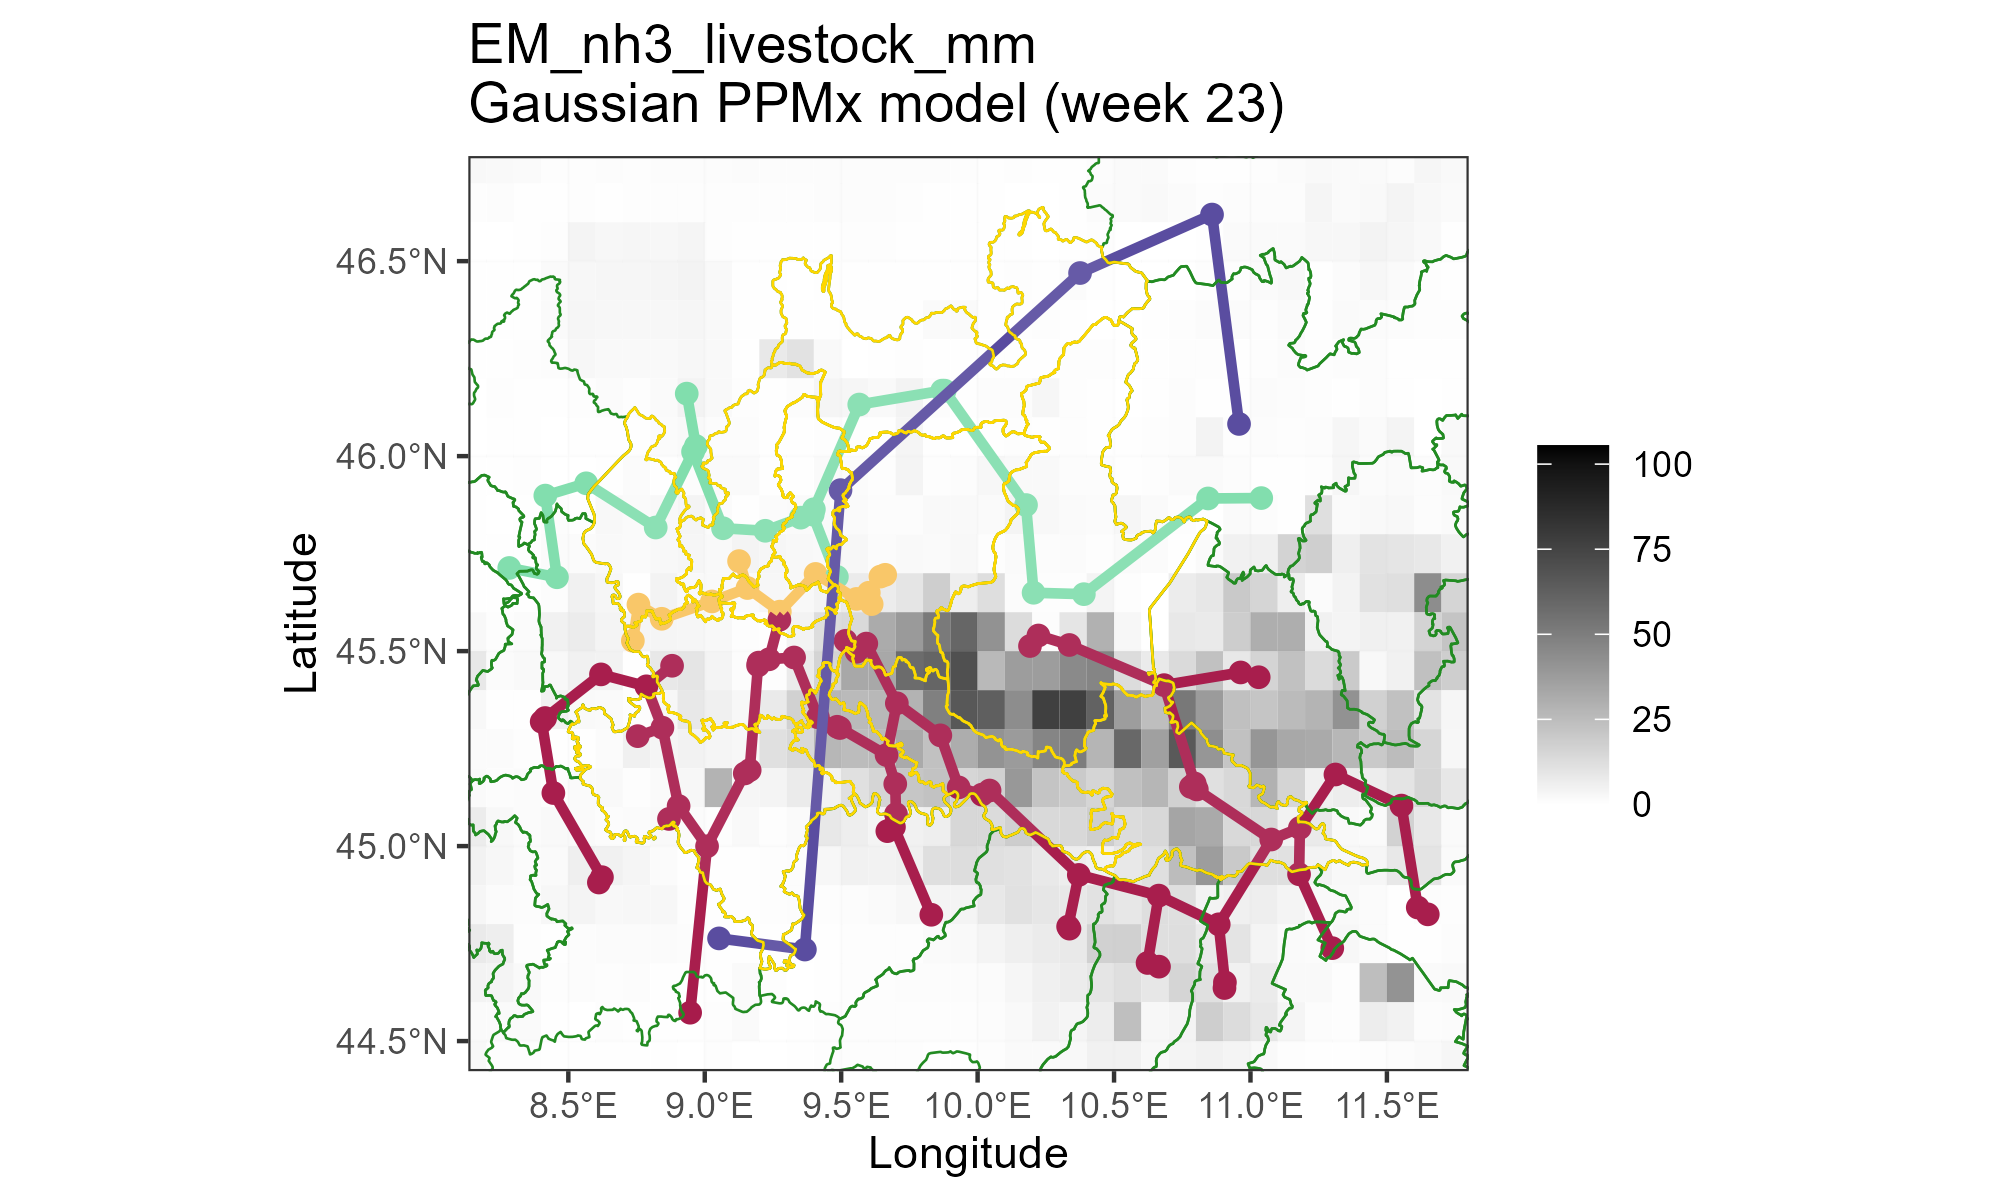 EM_nh3_livestock_mm
Gaussian PPMx model (week 23)
46.5°N
46.0°N
45.5°N
45.0°N
44.5°N
Latitude
8.5°E 9.0°E 9.5°E 10.0°E 10.5°E 11.0°E 11.5°E
Longitude
100
75
50
25
0